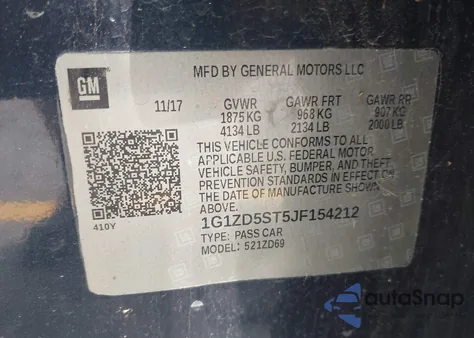 GM
MFD BY GENERAL MOTORS LLC
11/17 GVWR GAWR FRT GAWR RR
1875 KG 968 KG 907 KG
4134 LB 2134 LB 2000 LB
THIS VEHICLE CONFORMS TO ALL
APPLICABLE U.S. FEDERAL MOTOR
VEHICLE SAFETY, BUMPER, AND THEFT
PREVENTION STANDARDS IN EFFECT ON
THE DATE OF MANUFACTURE SHOWN
ABOVE.
1G1ZD5ST5JF154212
TYPE: PASS CAR
MODEL: 521ZD69
410Y
autoSnap